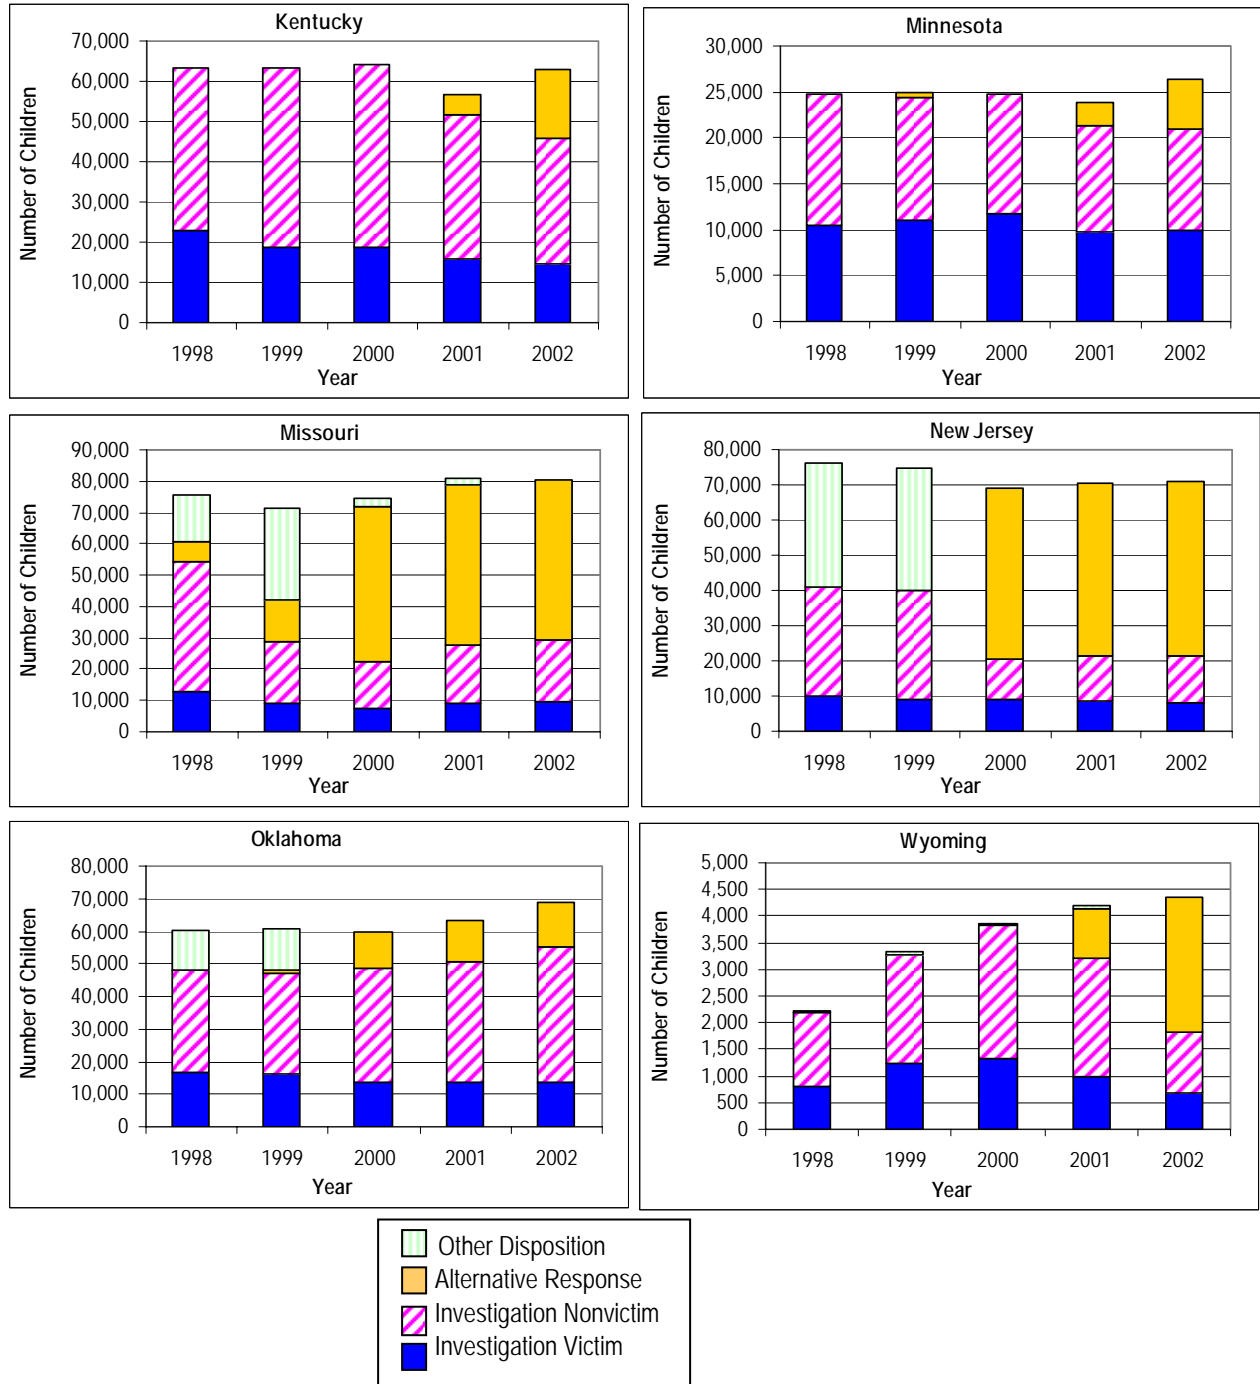 Kentucky
70,000
60,000
50,000
40,000
30,000
20,000
10,000
0
Number of Children
1998 1999 2000 2001 2002
Year
Minnesota
30,000
25,000
20,000
15,000
10,000
5,000
0
Number of Children
1998 1999 2000 2001 2002
Year
Missouri
90,000
80,000
70,000
60,000
50,000
40,000
30,000
20,000
10,000
0
Number of Children
1998 1999 2000 2001 2002
Year
New Jersey
80,000
70,000
60,000
50,000
40,000
30,000
20,000
10,000
0
Number of Children
1998 1999 2000 2001 2002
Year
Oklahoma
80,000
70,000
60,000
50,000
40,000
30,000
20,000
10,000
0
Number of Children
1998 1999 2000 2001 2002
Year
Wyoming
5,000
4,500
4,000
3,500
3,000
2,500
2,000
1,500
1,000
500
0
Number of Children
1998 1999 2000 2001 2002
Year
Other Disposition
Alternative Response
Investigation Nonvictim
Investigation Victim